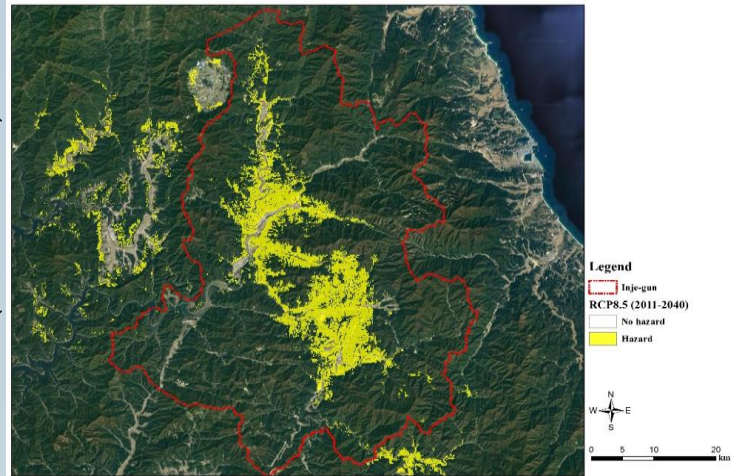 Legend
Inje-gun
RCP8.5 (2011-2040)
No hazard
Hazard
N
W E
S
0 5 10 20
km